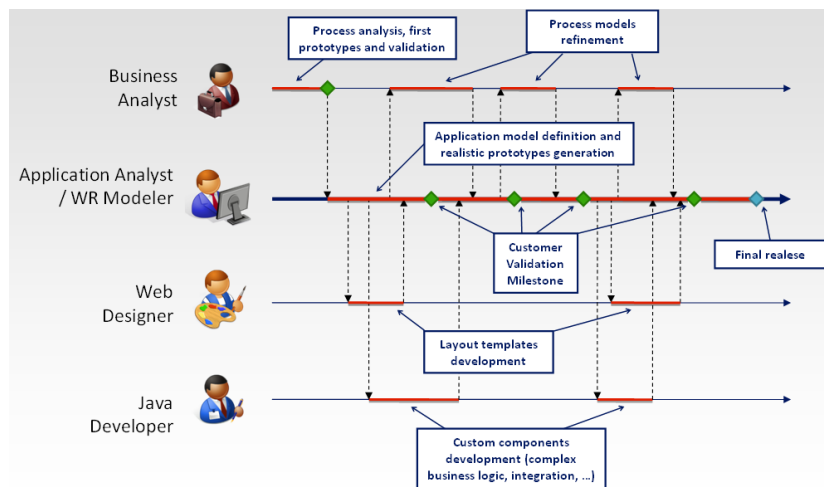 Process analysis, first
prototypes and validation
Process models
refinement
Business
Analyst
Application model definition and
realistic prototypes generation
Application Analyst
/ WR Modeler
Customer
Validation
Milestone
Final realese
Web
Designer
Layout templates
development
Java
Developer
Custom components
development (complex
business logic, integration, ...)